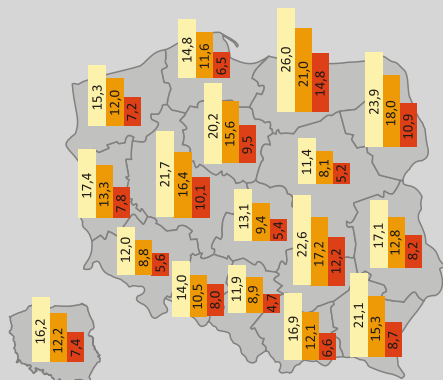 14,8 11,6 6,5
26,0 21,0 14,8
15,3 12,0 7,2
20,2 15,6 9,5
23,9 18,0 10,9
17,4 13,3 7,8
21,7 16,4 10,1
11,4 8,1 5,2
13,1 9,4 5,4
22,6 17,2 12,2
17,1 12,8 8,2
12,0 8,8 5,6
14,0 10,5 8,0
11,9 8,9 4,7
16,9 12,1 6,6
21,1 15,3 8,7
16,2 12,2 7,4